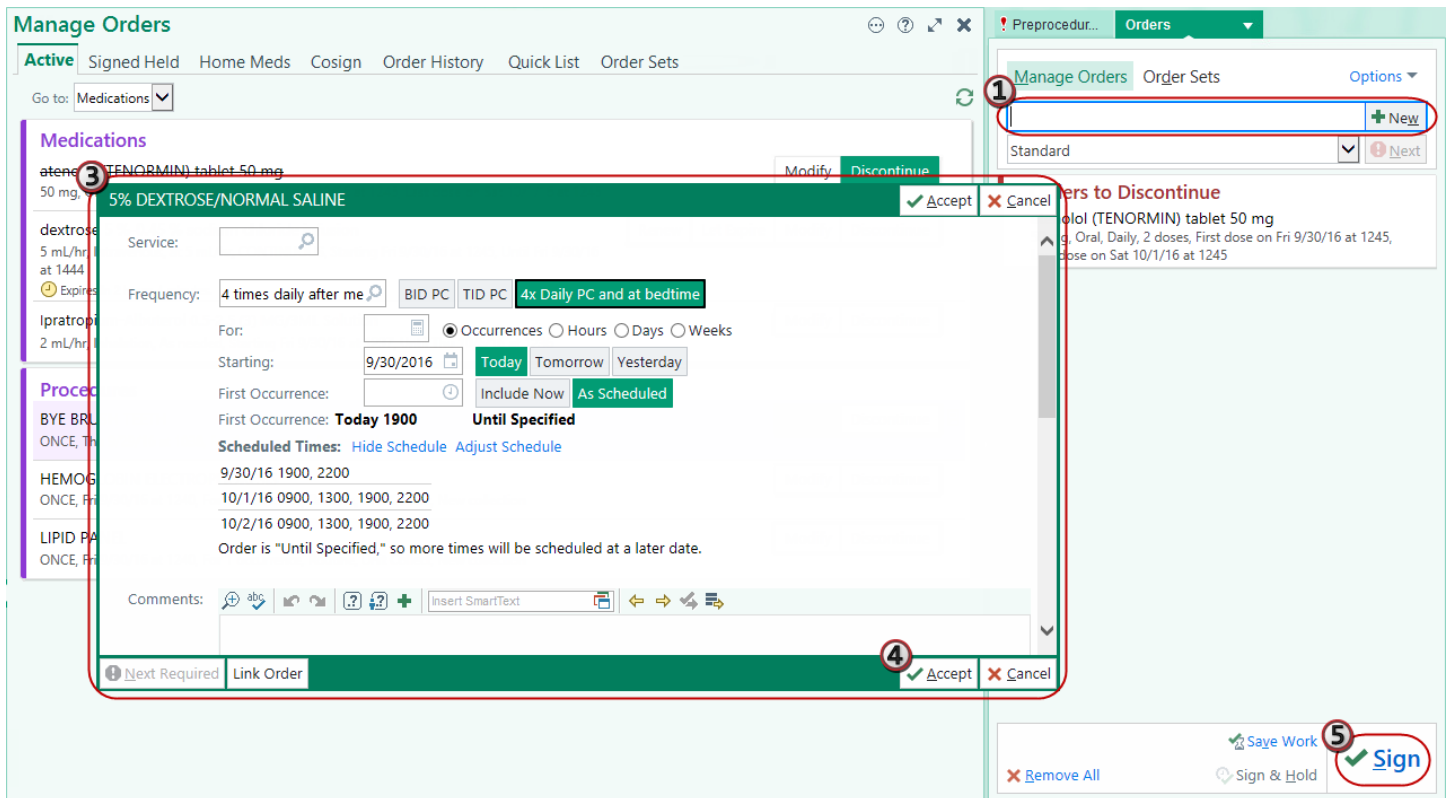 Manage Orders
Active Signed Held Home Meds Cosign Order History Quick List Order Sets
Go to: Medications
Medications
atenolol (TENORMIN) tablet 50 mg
Modify Discontinue
50 mg,
dextrose
5 mL/hr,
at 1444
Expires
Ipratropi
2 mL/hr,
Proced
BYE BRU
ONCE, Th
HEMOG
ONCE, Fri
LIPID PA
ONCE, Fri
3
5% DEXTROSE/NORMAL SALINE
Accept Cancel
Service:
Frequency: 4 times daily after me BID PC TID PC 4x Daily PC and at bedtime
For: Occurrences Hours Days Weeks
Starting: 9/30/2016 Today Tomorrow Yesterday
First Occurrence: Include Now As Scheduled
First Occurrence: Today 1900 Until Specified
Scheduled Times: Hide Schedule Adjust Schedule
9/30/16 1900, 2200
10/1/16 0900, 1300, 1900, 2200
10/2/16 0900, 1300, 1900, 2200
Order is "Until Specified," so more times will be scheduled at a later date.
Comments: abc Insert SmartText
Next Required Link Order
4
Accept Cancel
! Preprocedur... Orders
Manage Orders Order Sets Options
1
New
Standard Next
ers to Discontinue
olol (TENORMIN) tablet 50 mg
g, Oral, Daily, 2 doses, First dose on Fri 9/30/16 at 1245,
dose on Sat 10/1/16 at 1245
Save Work
5
Sign
Remove All Sign & Hold